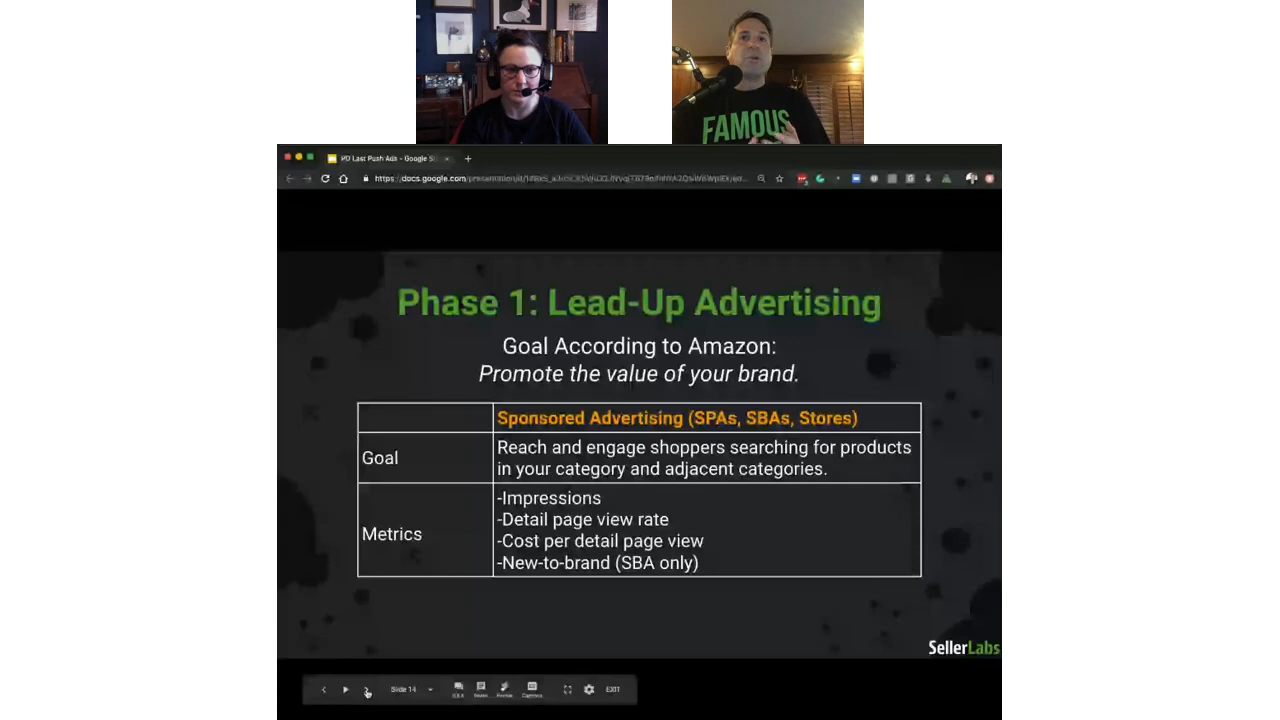 FAMOUS
PD Last Push Ads - Google Sl
https://docs.google.com
Phase 1: Lead-Up Advertising
Goal According to Amazon:
Promote the value of your brand.
Sponsored Advertising (SPAs, SBAs, Stores)
Goal
Reach and engage shoppers searching for products
in your category and adjacent categories.
Metrics
-Impressions
-Detail page view rate
-Cost per detail page view
-New-to-brand (SBA only)
SellerLabs
Slide 14
Q&A
Notes
Pointer
Captions
EXIT